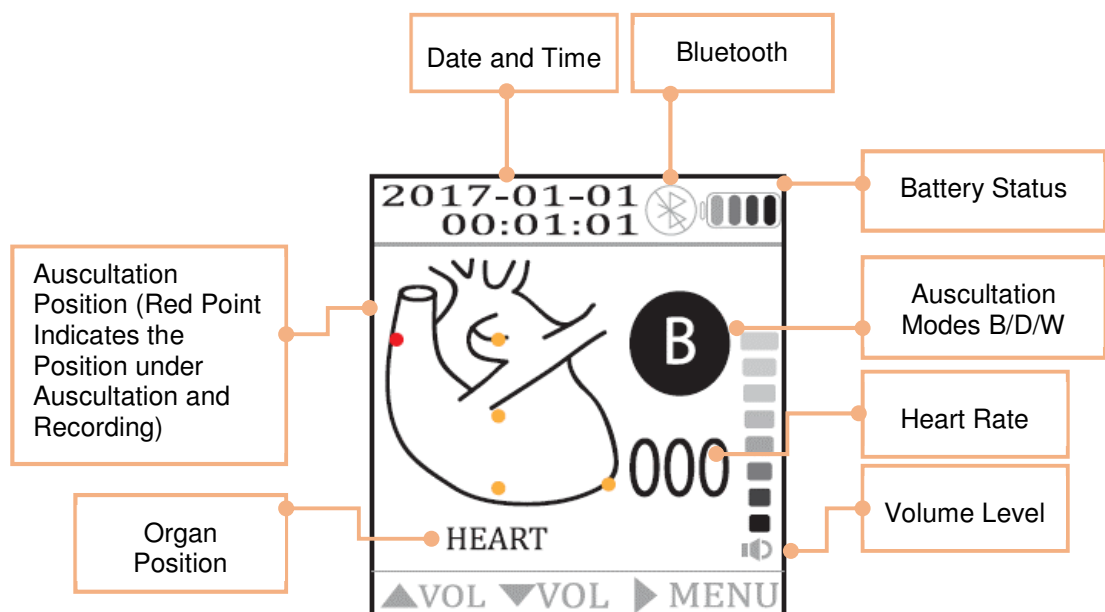 Date and Time
Bluetooth
Battery Status
2017-01-01
00:01:01
Auscultation
Position (Red Point
Indicates the
Position under
Auscultation and
Recording)
Auscultation
Modes B/D/W
B
Heart Rate
000
Volume Level
Organ
Position
HEART
▲VOL ▼VOL ▶ MENU